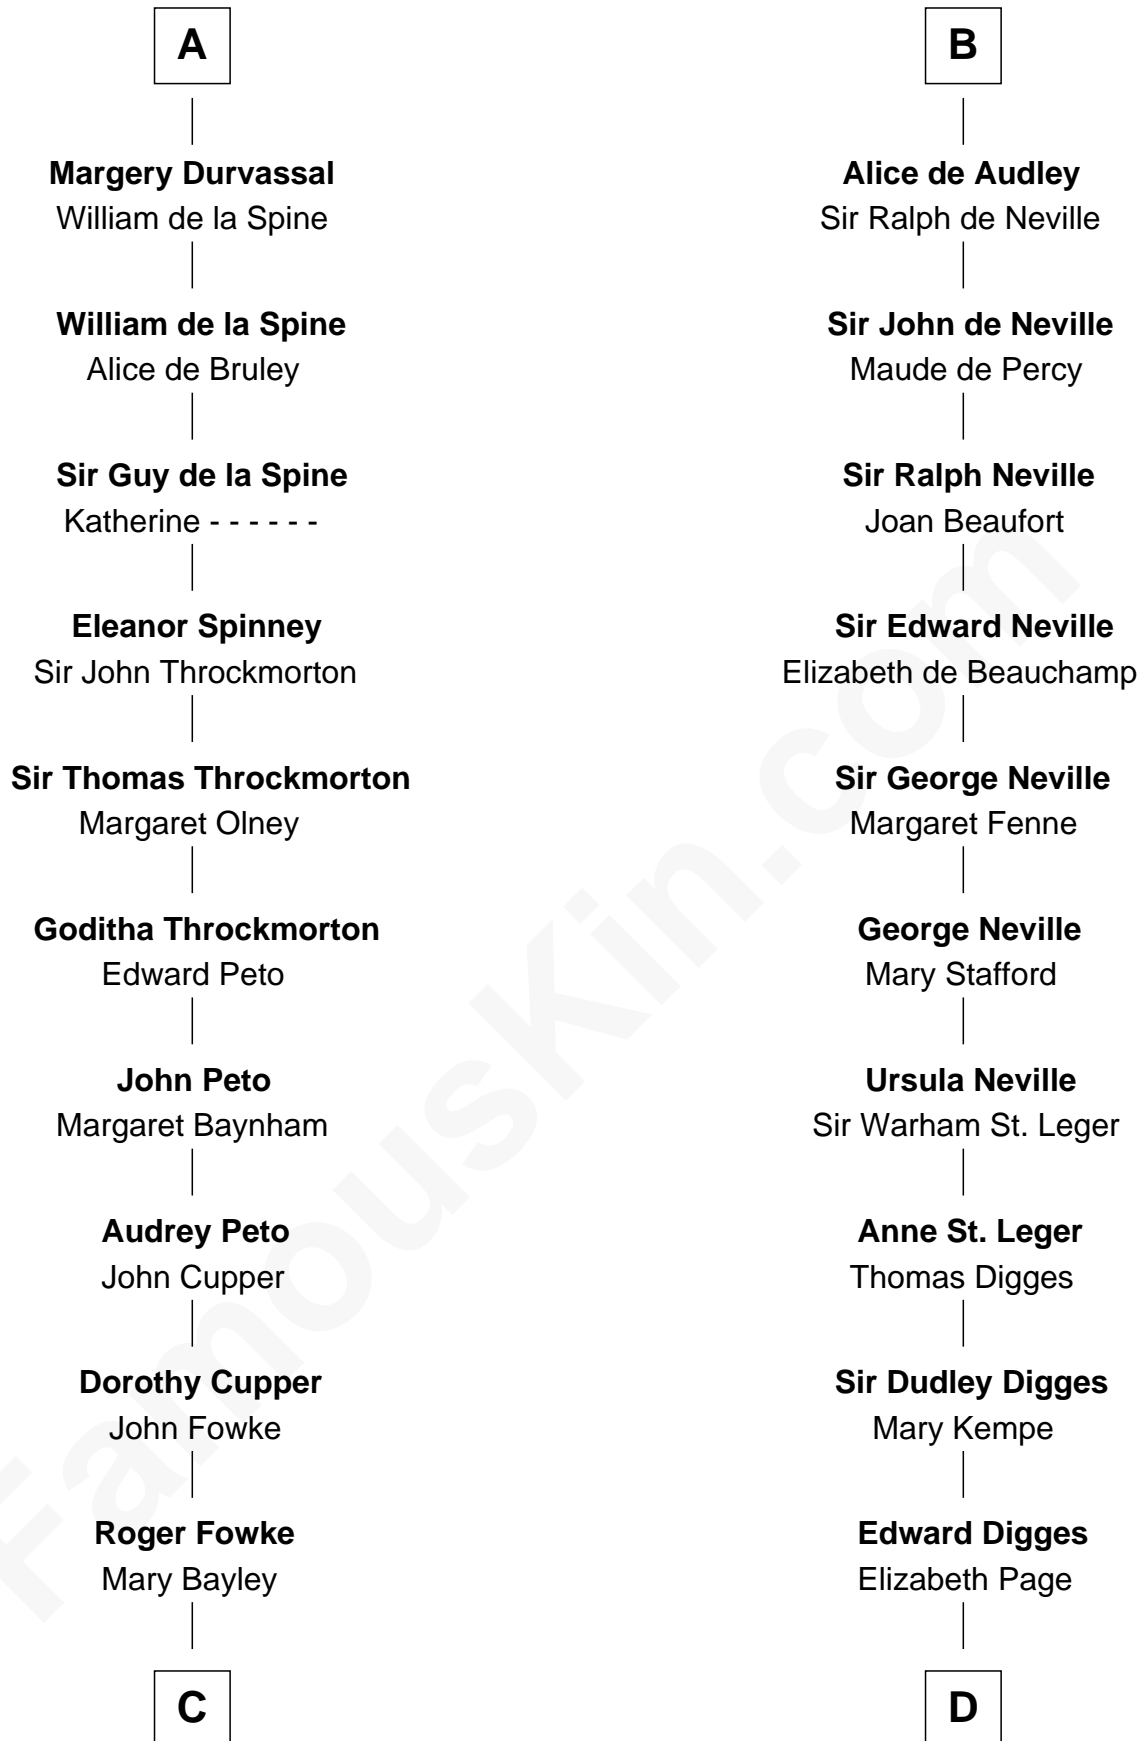 A
Margery Durvassal
William de la Spine
William de la Spine
Alice de Bruley
Sir Guy de la Spine
Katherine - - - - - -
Eleanor Spinney
Sir John Throckmorton
Sir Thomas Throckmorton
Margaret Olney
Goditha Throckmorton
Edward Peto
John Peto
Margaret Baynham
Audrey Peto
John Cupper
Dorothy Cupper
John Fowke
Roger Fowke
Mary Bayley
C
B
Alice de Audley
Sir Ralph de Neville
Sir John de Neville
Maude de Percy
Sir Ralph Neville
Joan Beaufort
Sir Edward Neville
Elizabeth de Beauchamp
Sir George Neville
Margaret Fenne
George Neville
Mary Stafford
Ursula Neville
Sir Warham St. Leger
Anne St. Leger
Thomas Digges
Sir Dudley Digges
Mary Kempe
Edward Digges
Elizabeth Page
D
FamousKin.com